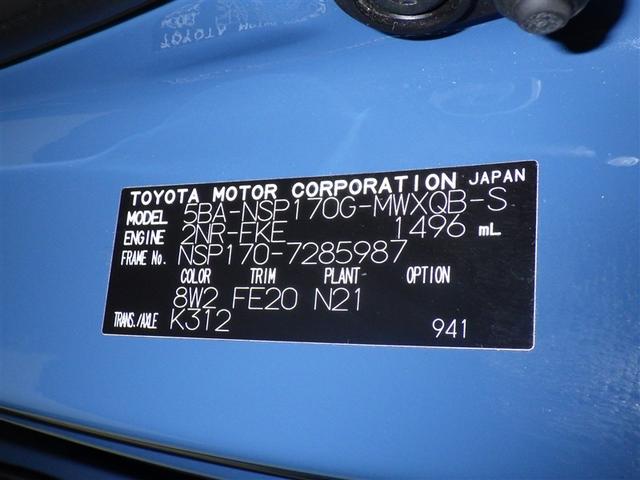 TOYOTA MOTOR CORPORATION JAPAN
MODEL 5BA-NSP170G-MWXQB-S
ENGINE 2NR-FKE 1496 mL
FRAME No. NSP170-7285987
COLOR TRIM PLANT OPTION
8W2 FE20 N21
TRANS./AXLE K312
941